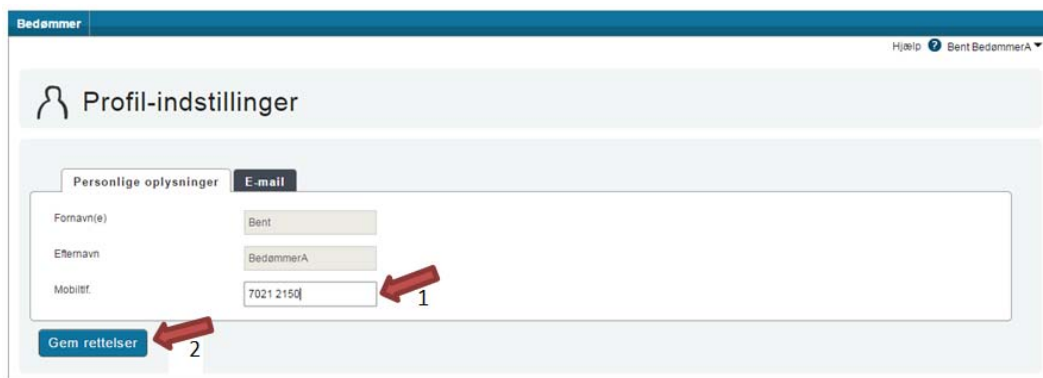 Bedømmer
Hjælp ? Bent BedømmerA
Profil-indstillinger
Personlige oplysninger E-mail
Fornavn(e) Bent
Efternavn BedømmerA
Mobiltlf. 7021 2150
1
Gem rettelser
2